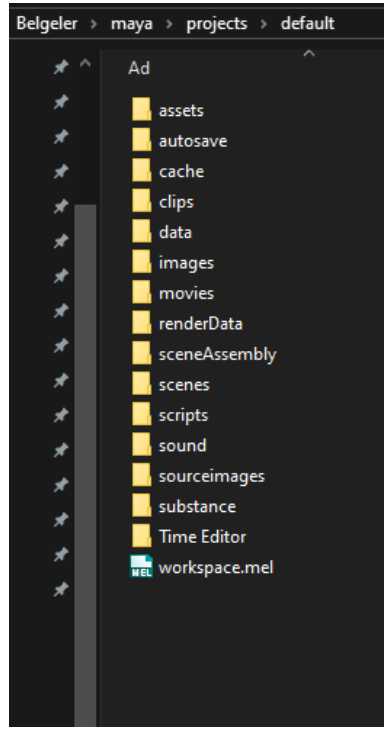 Belgeler > maya > projects > default
Ad
assets
autosave
cache
clips
data
images
movies
renderData
sceneAssembly
scenes
scripts
sound
sourceimages
substance
Time Editor
MEL workspace.mel